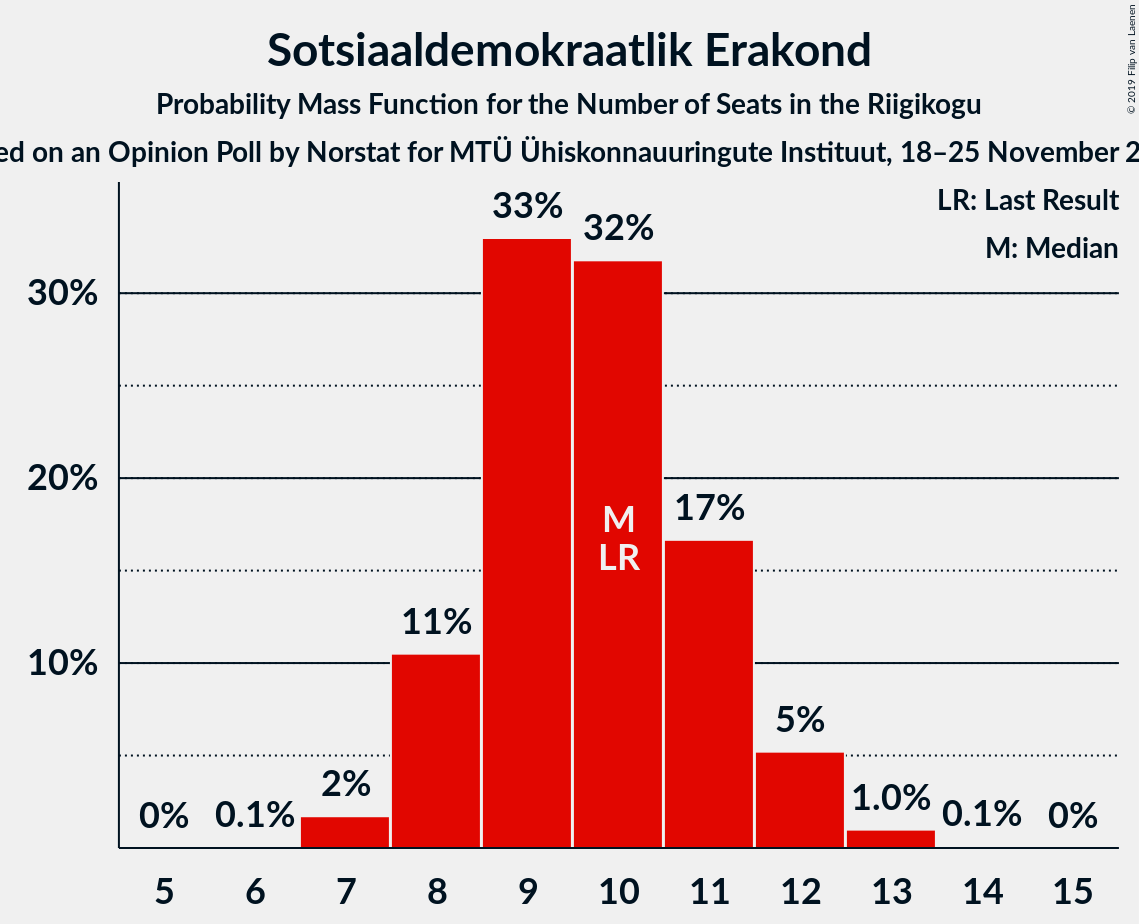 Sotsiaaldemokraatlik Erakond
Probability Mass Function for the Number of Seats in the Riigikogu
ed on an Opinion Poll by Norstat for MTÜ Ühiskonnauuringute Instituut, 18–25 November 2
© 2019 Filip van Laenen
LR: Last Result
M: Median
33%
32%
30%
20%
M
LR
17%
11%
10%
5%
2%
1.0%
0%
0.1%
0.1%
0%
5 6 7 8 9 10 11 12 13 14 15